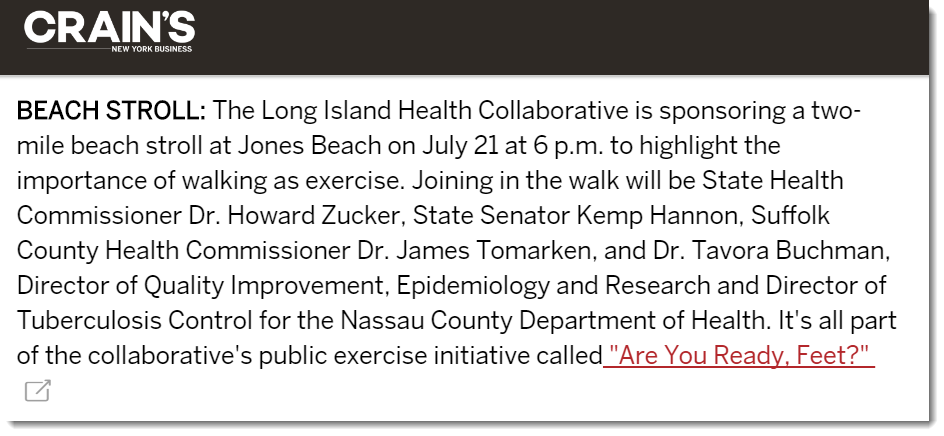 CRAIN'S
NEW YORK BUSINESS
BEACH STROLL: The Long Island Health Collaborative is sponsoring a two-
mile beach stroll at Jones Beach on July 21 at 6 p.m. to highlight the
importance of walking as exercise. Joining in the walk will be State Health
Commissioner Dr. Howard Zucker, State Senator Kemp Hannon, Suffolk
County Health Commissioner Dr. James Tomarken, and Dr. Tavora Buchman,
Director of Quality Improvement, Epidemiology and Research and Director of
Tuberculosis Control for the Nassau County Department of Health. It's all part
of the collaborative's public exercise initiative called "Are You Ready, Feet?"